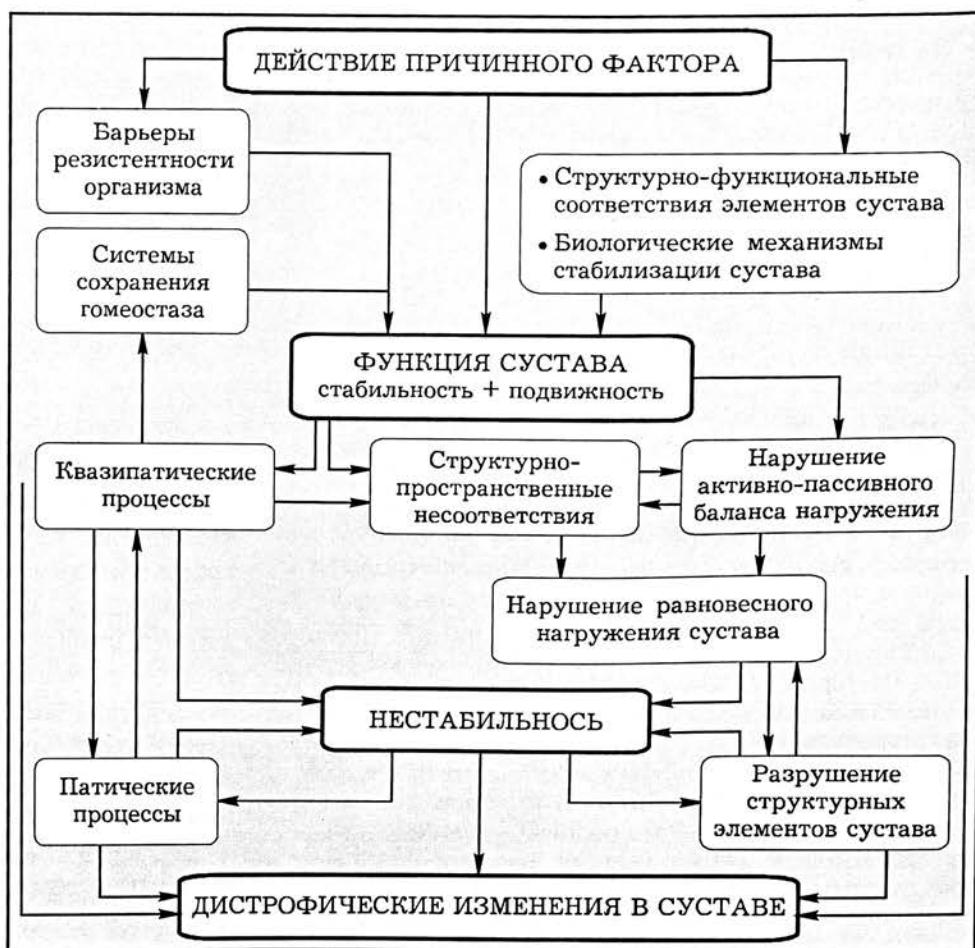 ДЕЙСТВИЕ ПРИЧИННОГО ФАКТОРА
Барьеры
резистентности
организма
• Структурно-функциональные
соответствия элементов сустава
• Биологические механизмы
стабилизации сустава
Системы
сохранения
гомеостаза
ФУНКЦИЯ СУСТАВА
стабильность + подвижность
Квазипатические
процессы
Структурно-
пространственные
несоответствия
Нарушение
активно-пассивного
баланса нагружения
Нарушение равновесного
нагружения сустава
НЕСТАБИЛЬНОСЬ
Патические
процессы
Разрушение
структурных
элементов сустава
ДИСТРОФИЧЕСКИЕ ИЗМЕНЕНИЯ В СУСТАВЕ